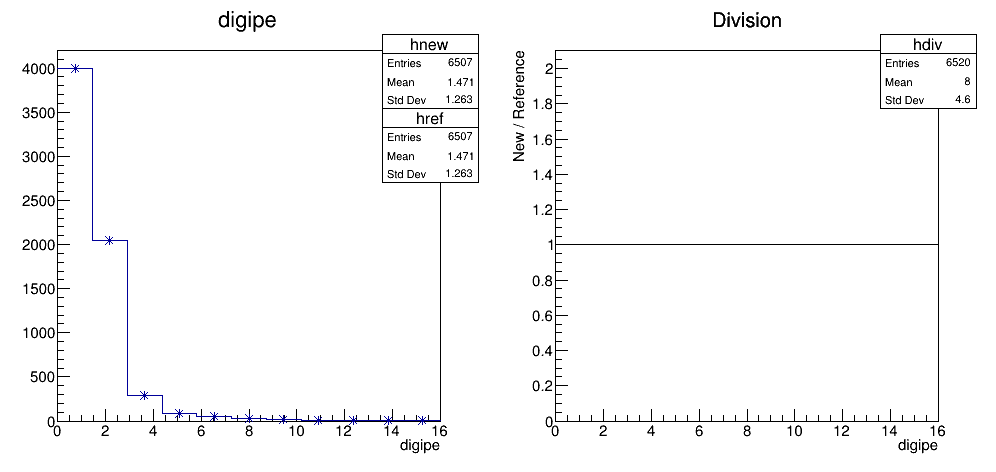 digipe
hnew
Entries 6507
Mean 1.471
Std Dev 1.263
href
Entries 6507
Mean 1.471
Std Dev 1.263
4000
3500
3000
2500
2000
1500
1000
500
0
0 2 4 6 8 10 12 14 16
digipe
Division
hdiv
Entries 6520
Mean 8
Std Dev 4.6
New / Reference
2
1.8
1.6
1.4
1.2
1
0.8
0.6
0.4
0.2
0
0 2 4 6 8 10 12 14 16
digipe